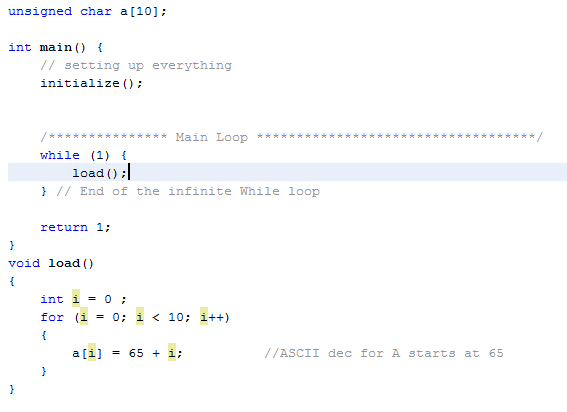 unsigned char a[10];
int main() {
// setting up everything
initialize();
/*************** Main Loop ***********************************/
while (1) {
load();
} // End of the infinite While loop
return 1;
}
void load()
{
int i = 0 ;
for (i = 0; i < 10; i++)
{
a[i] = 65 + i; //ASCII dec for A starts at 65
}
}